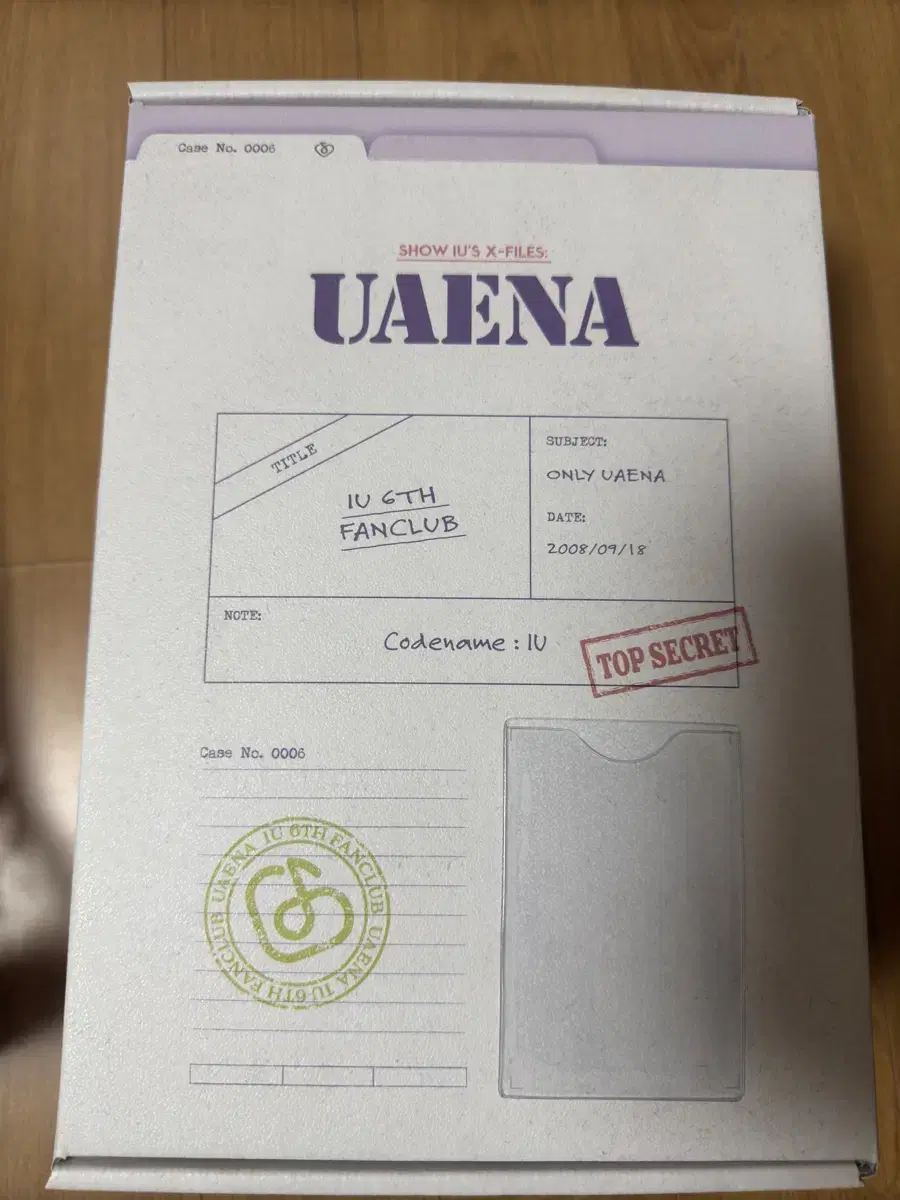 Case No. 0006
SHOW IU'S X-FILES:
UAENA
TITLE
IU 6TH
FANCLUB
SUBJECT:
ONLY UAENA
DATE:
2008/09/18
NOTE:
Codename : IU
TOP SECRET
Case No. 0006
UAENA IU 6TH FANCLUB UAENA IU 6TH FANCLUB